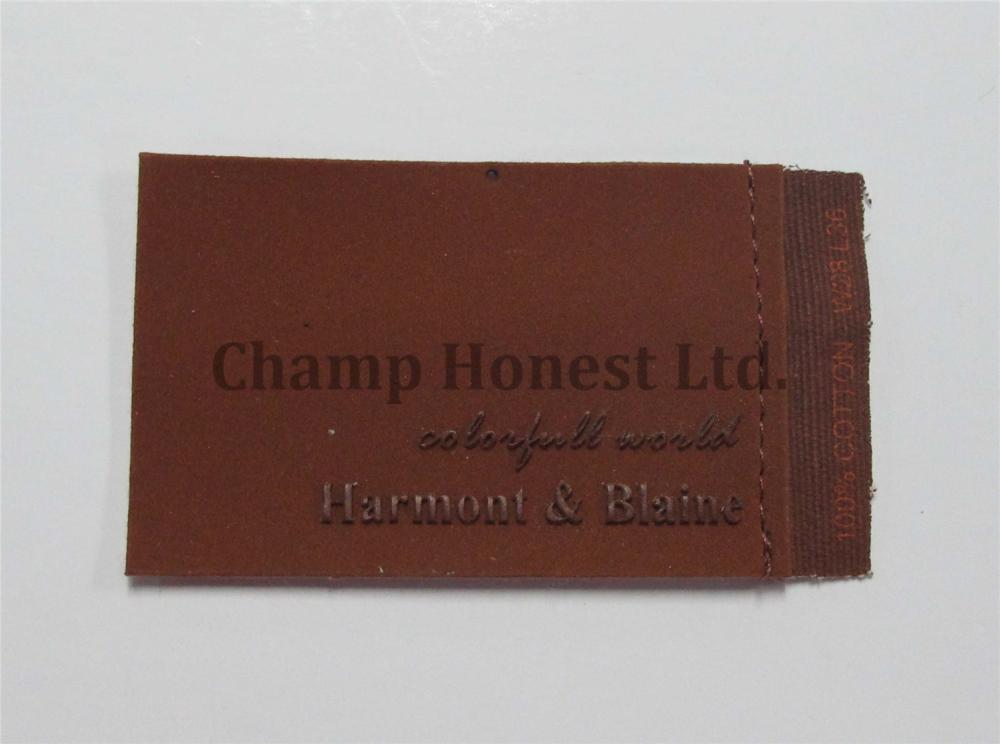 Champ Honest Ltd.
colorfull world
Harmont & Blaine
100% COTTON W28 L36